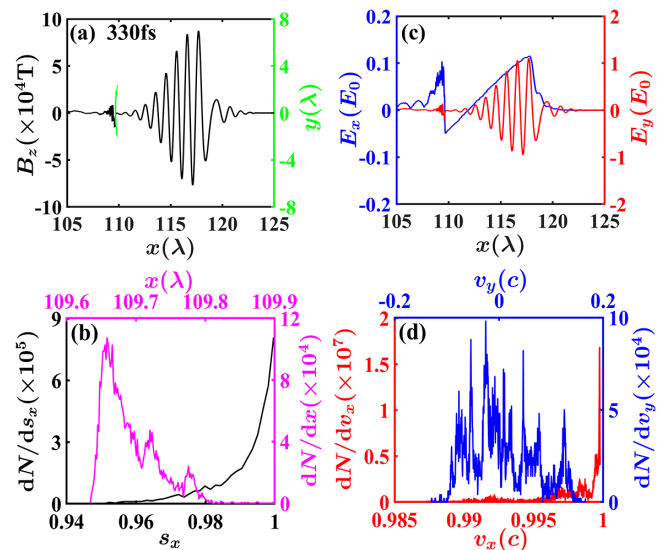 (a) 330fs
B_z(×10^4T)
10
5
0
-5
-10
8
4
0
-4
-8
y(λ)
105 110 115 120 125
x(λ)
(c)
E_x(E_0)
0.2
0.1
0
-0.1
-0.2
2
1
0
-1
-2
E_y(E_0)
105 110 115 120 125
x(λ)
x(λ)
109.6 109.7 109.8 109.9
(b)
dN/ds_x(×10^5)
9
6
3
0
12
10
8
4
0
dN/dx(×10^4)
0.94 0.96 0.98 1
s_x
v_y(c)
-0.2 0 0.2
(d)
dN/dv_x(×10^7)
2
1.5
1
0.5
0
10
5
0
dN/dv_y(×10^4)
0.985 0.99 0.995 1
v_x(c)